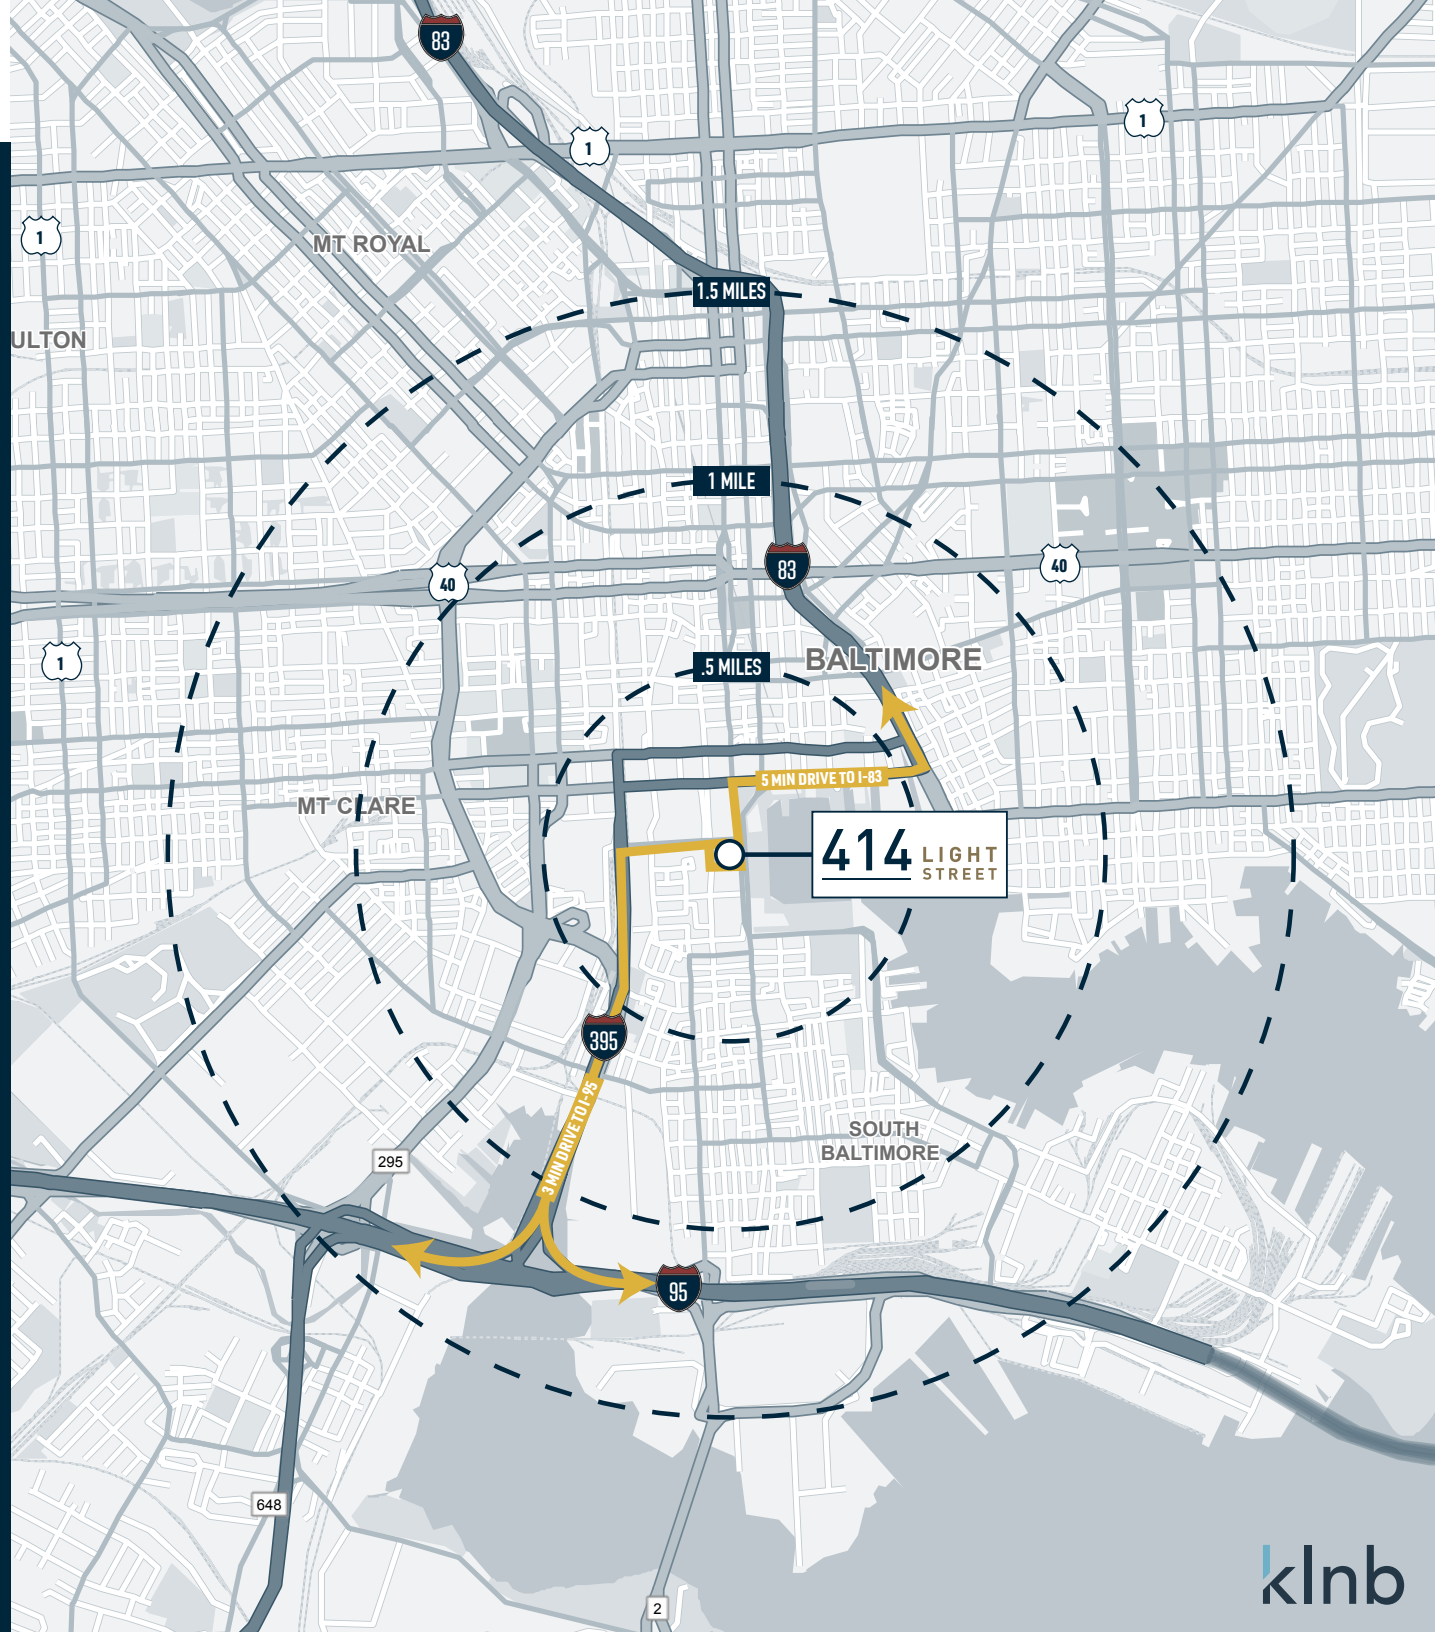 83
1
1
1
MT ROYAL
1.5 MILES
ULTON
1 MILE
83
40
40
1
BALTIMORE
.5 MILES
5 MIN DRIVE TO I-83
MT CLARE
414 LIGHT
STREET
395
3 MIN DRIVE TO I-95
SOUTH
BALTIMORE
295
95
648
klnb
2